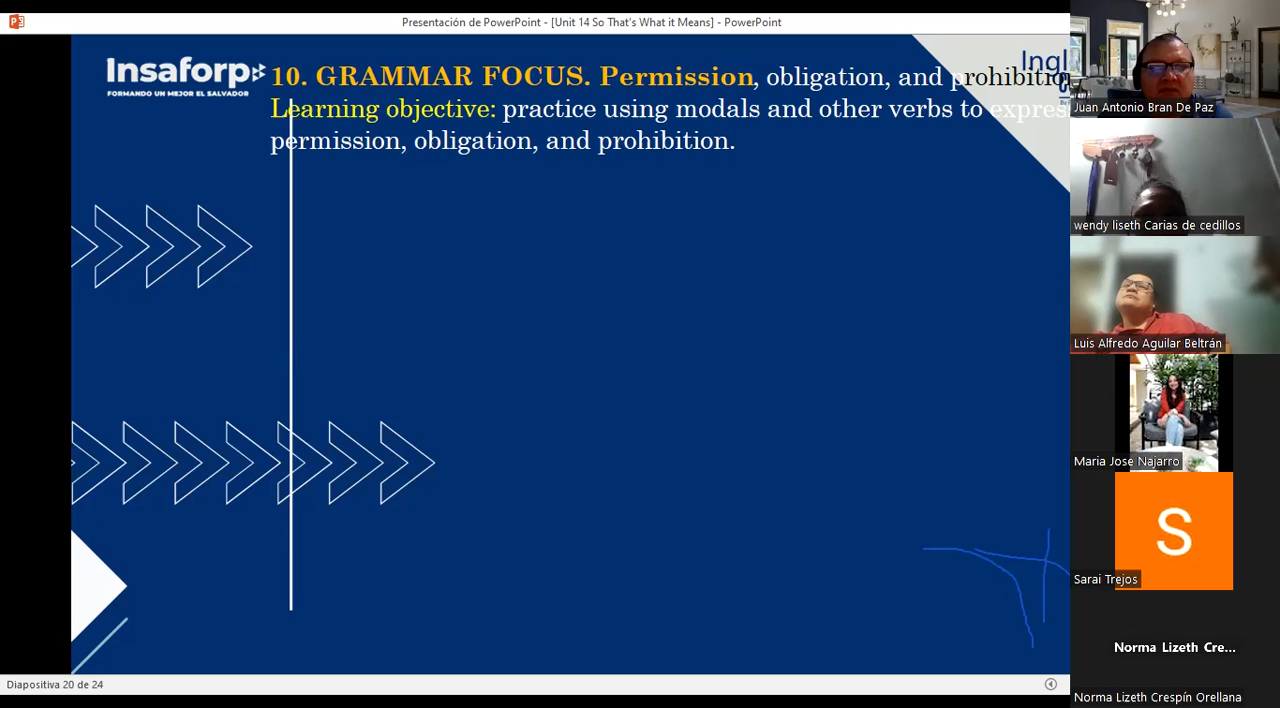 Presentación de PowerPoint - [Unit 14 So That's What it Means] - PowerPoint
Insaforp
FORMANDO UN MEJOR EL SALVADOR
10. GRAMMAR FOCUS. Permission, obligation, and prohibitio
Learning objective: practice using modals and other verbs to express
permission, obligation, and prohibition.
Diapositiva 20 de 24
Juan Antonio Bran De Paz
wendy liseth Carias de cedillos
Luis Alfredo Aguilar Beltrán
Maria Jose Najarro
S
Sarai Trejos
Norma Lizeth Cre...
Norma Lizeth Crespín Orellana